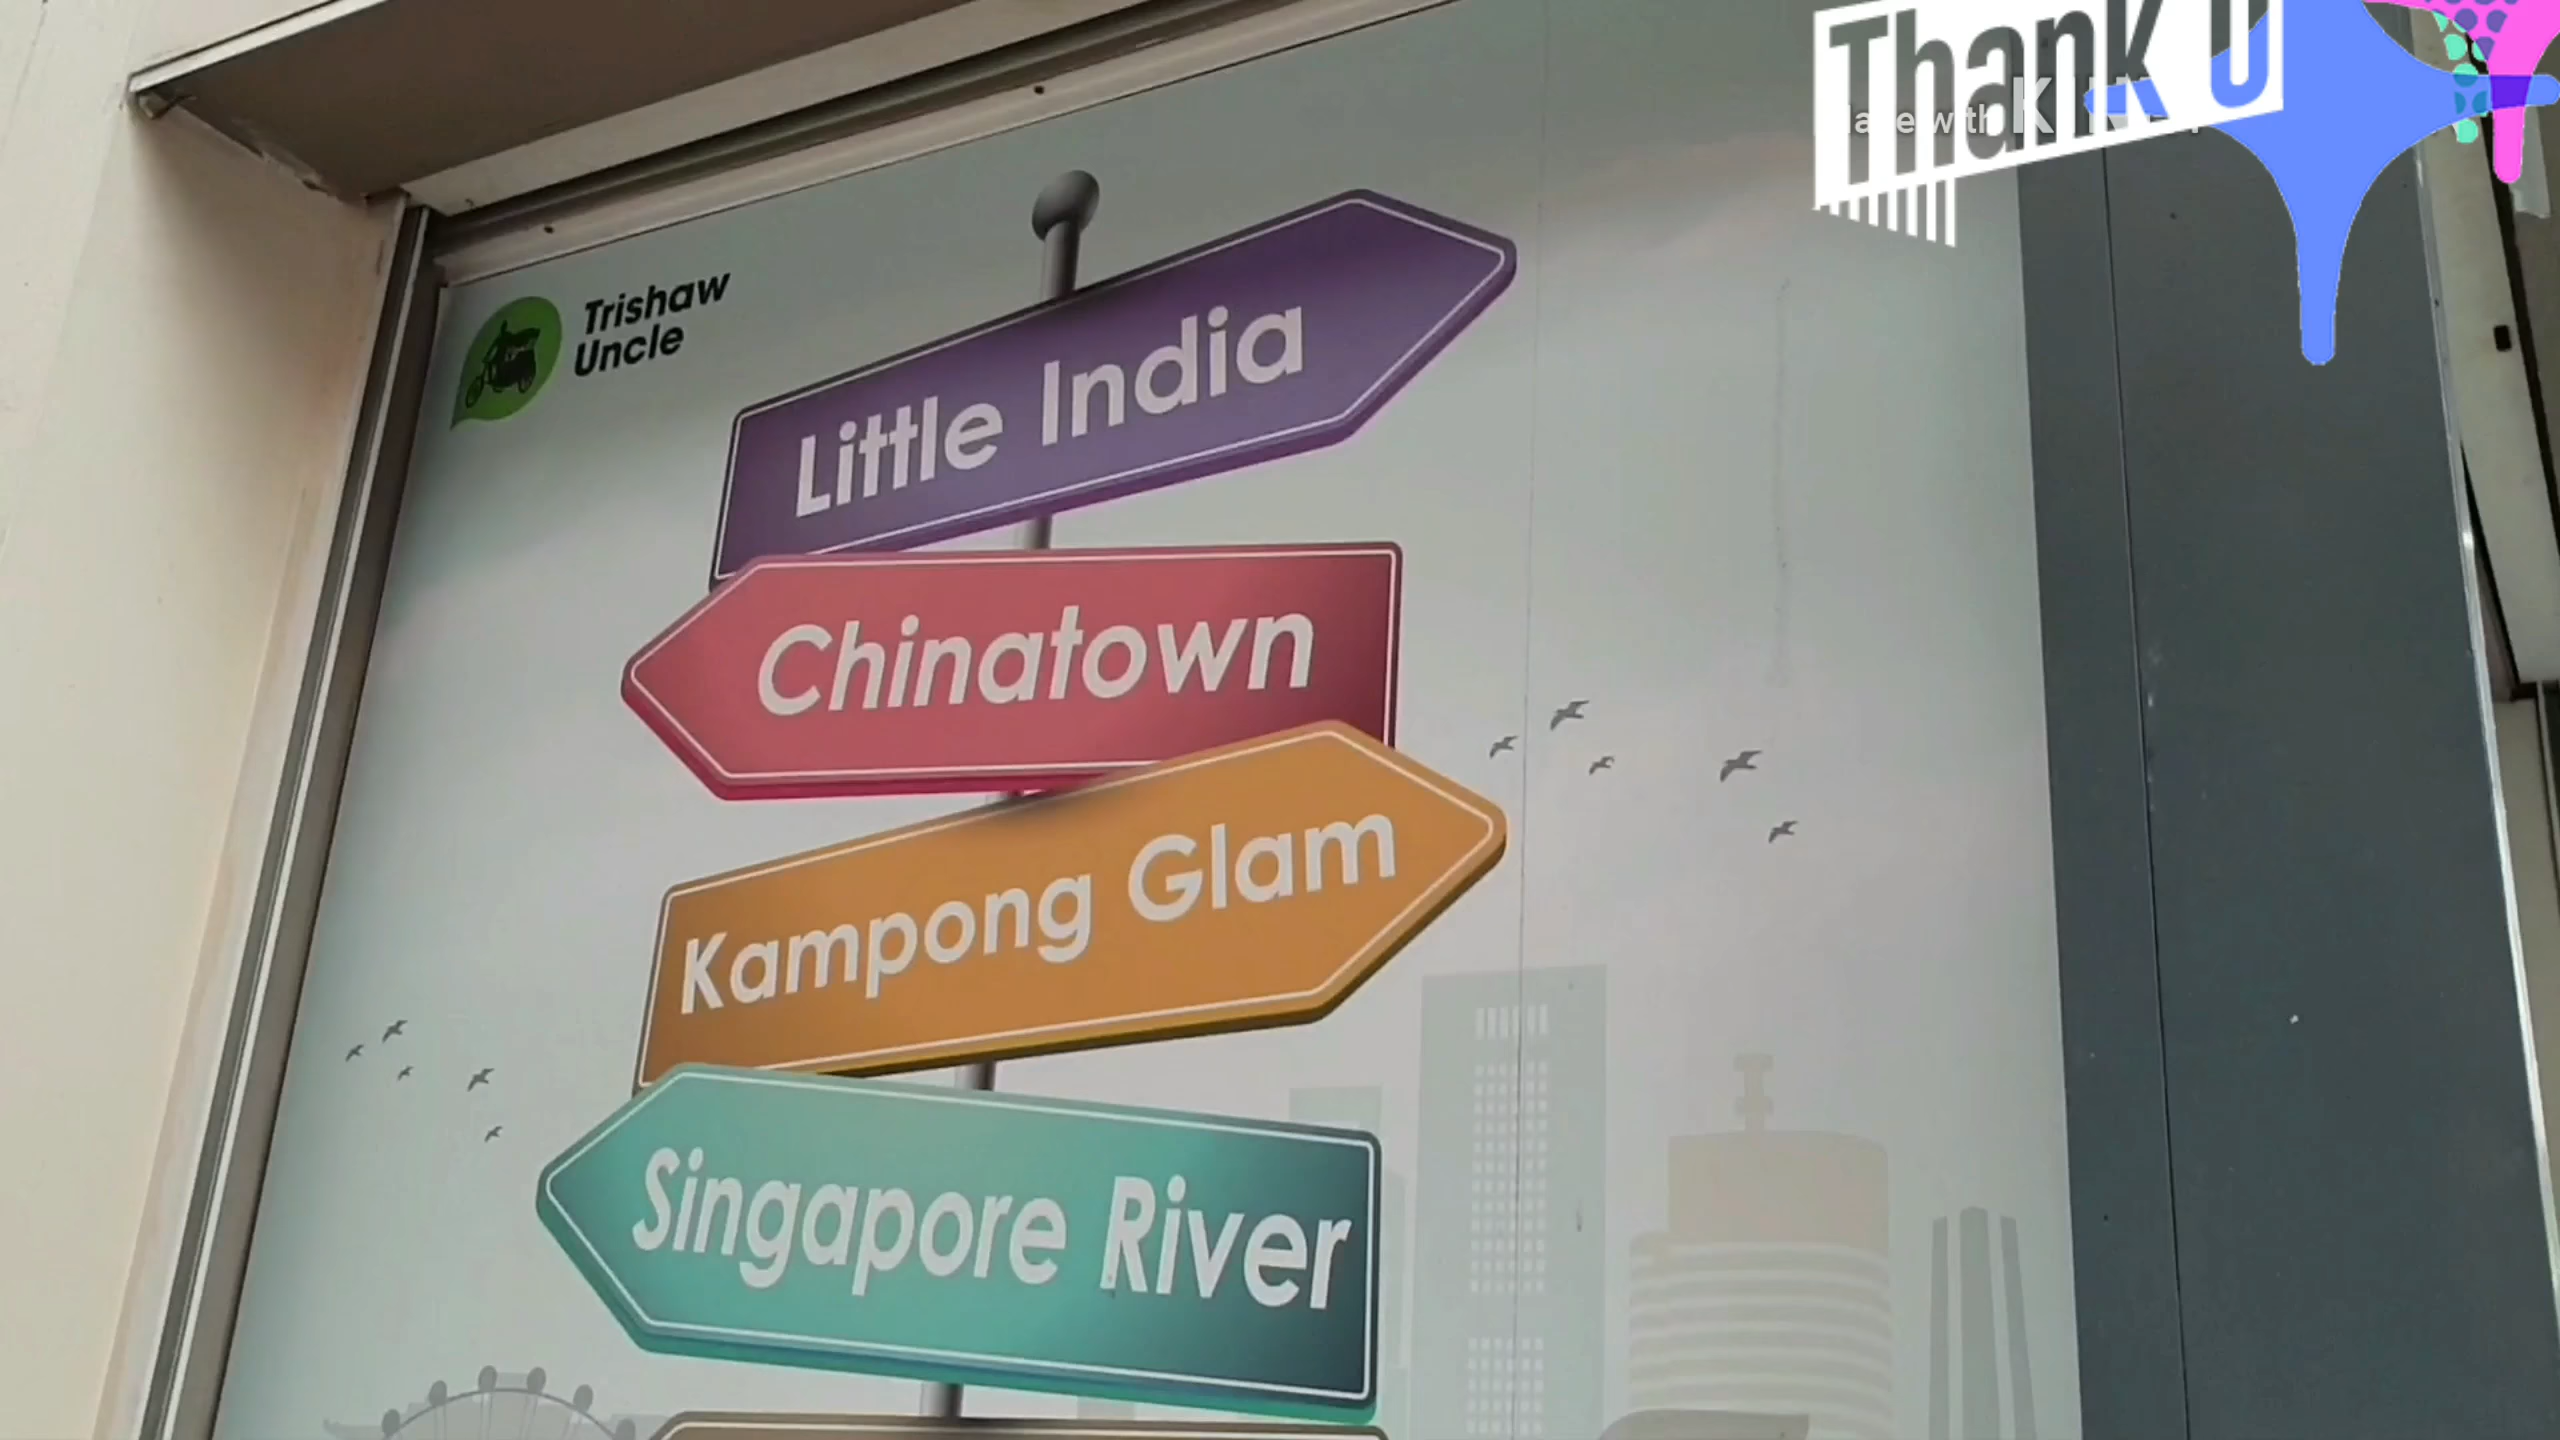 Thank U
Trishaw
Uncle
Little India
Chinatown
Kampong Glam
Singapore River